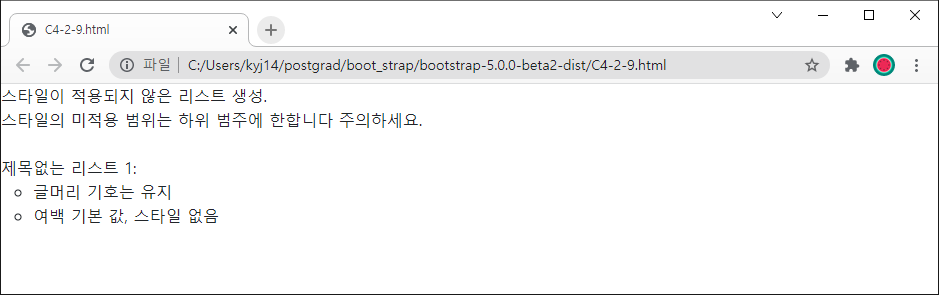 C4-2-9.html
파일 C:/Users/kyj14/postgrad/boot_strap/bootstrap-5.0.0-beta2-dist/C4-2-9.html
스타일이 적용되지 않은 리스트 생성.
스타일의 미적용 범위는 하위 범주에 한합니다 주의하세요.
제목없는 리스트 1:
글머리 기호는 유지
여백 기본 값, 스타일 없음